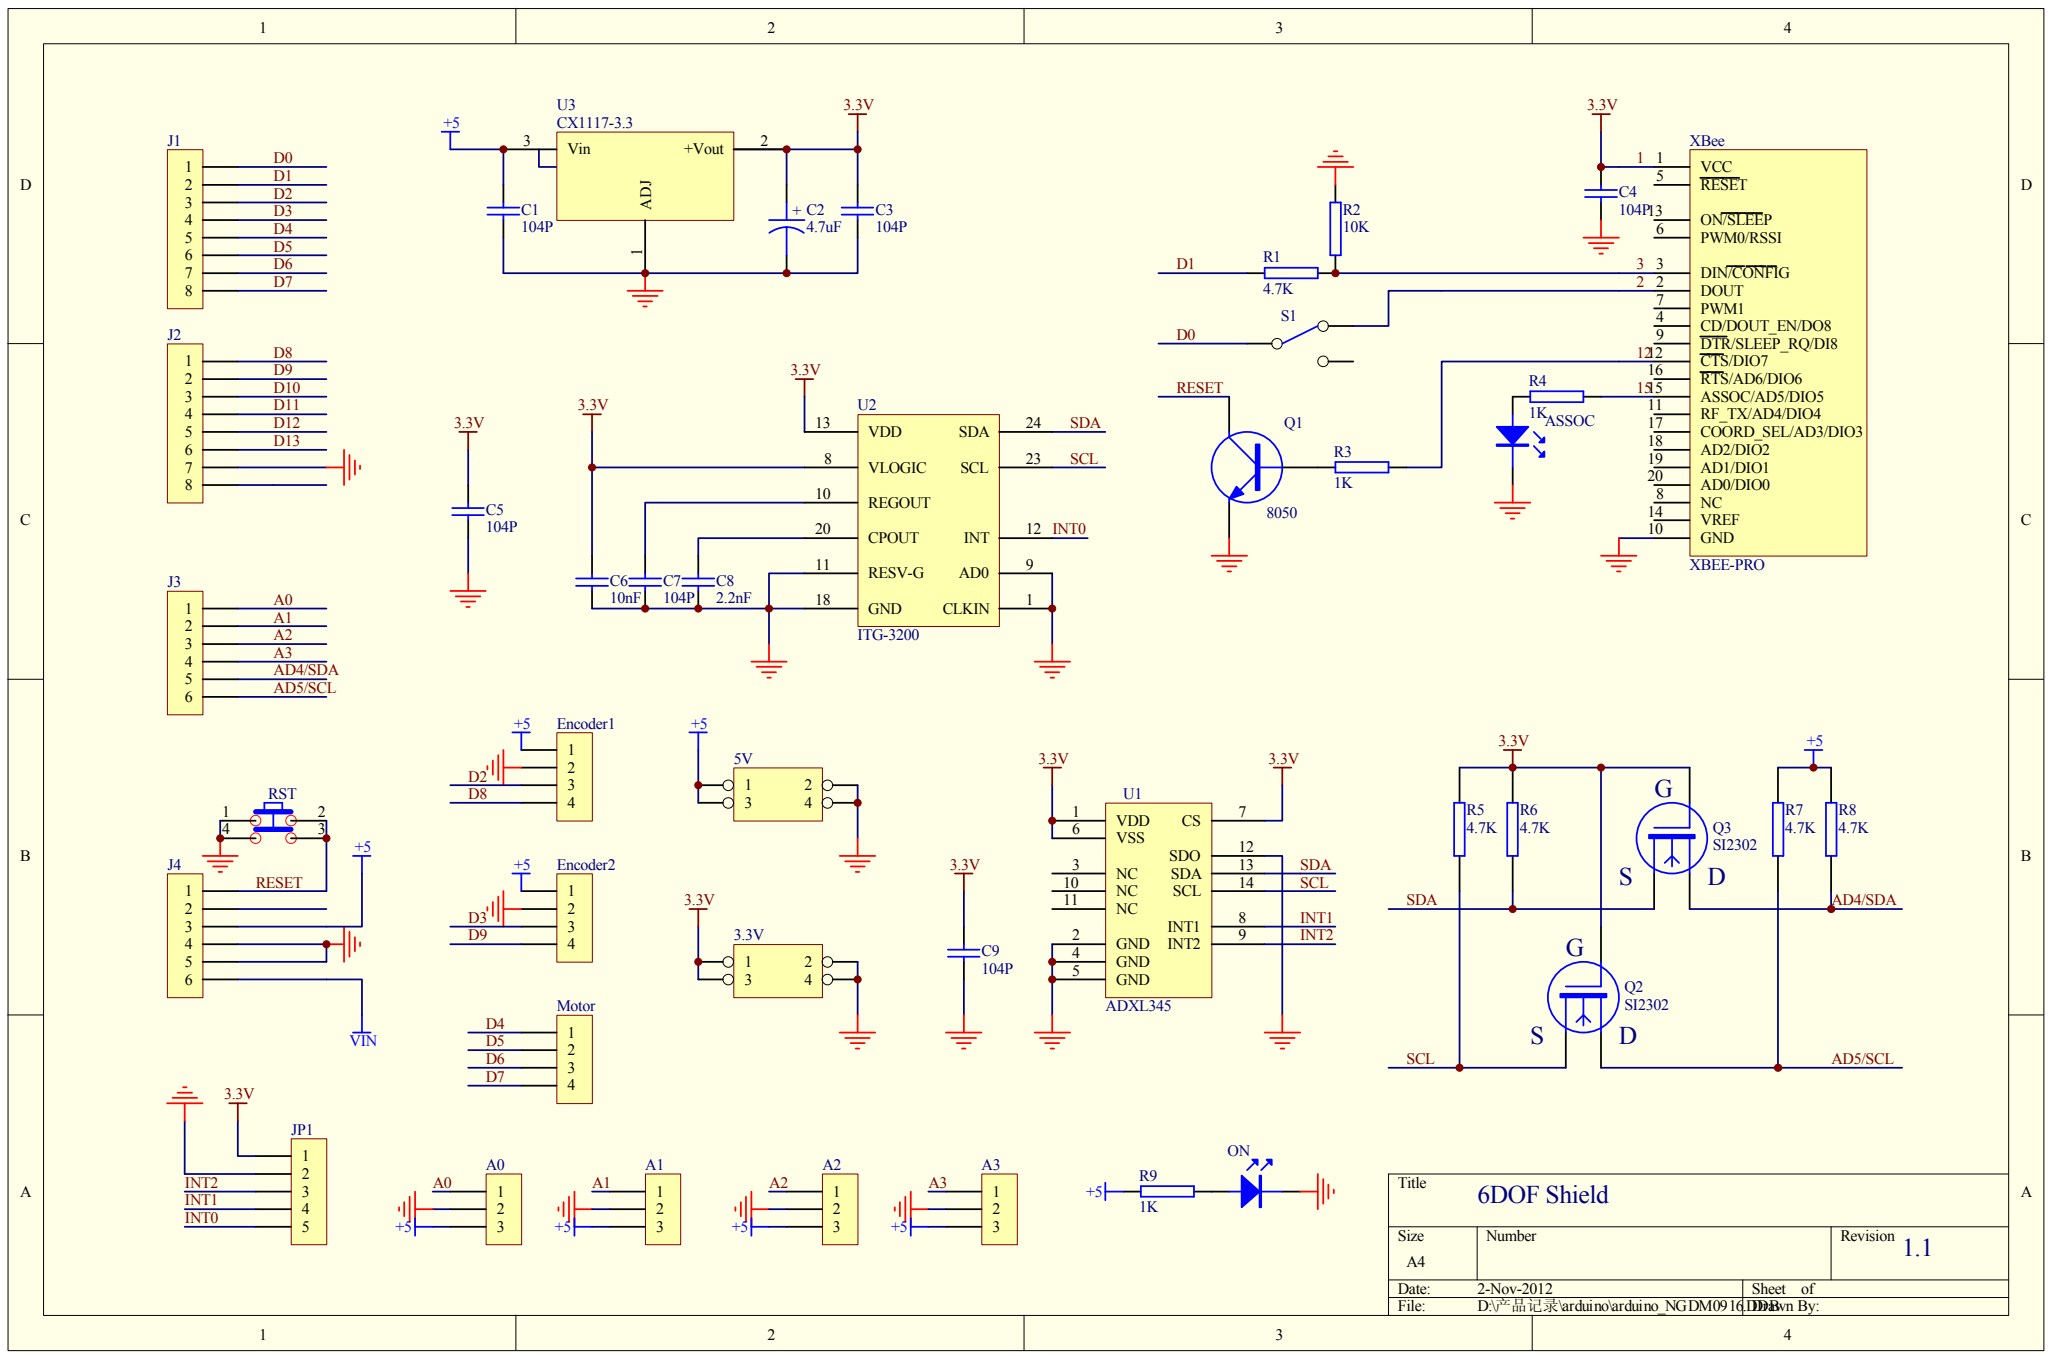 1 2 3 4
D
C
B
A
D
C
B
A
1 2 3 4
J1
1 D0
2 D1
3 D2
4 D3
5 D4
6 D5
7 D6
8 D7
J2
1 D8
2 D9
3 D10
4 D11
5 D12
6 D13
7
8
J3
1 A0
2 A1
3 A2
4 A3
5 AD4/SDA
6 AD5/SCL
RST
1 2
4 3
+5
J4
1 RESET
2
3
4
5
6
VIN
3.3V
JP1
1
2
INT2 3
INT1 4
INT0 5
U3
CX1117-3.3
+5
3 Vin +Vout 2
ADJ
1
3.3V
C1
104P
+ C2
4.7uF
C3
104P
3.3V
C5
104P
3.3V
3.3V
U2
13 VDD SDA 24 SDA
8 VLOGIC SCL 23 SCL
10 REGOUT
20 CPOUT INT 12 INT0
11 RESV-G AD0 9
18 GND CLKIN 1
ITG-3200
C6
10nF
C7
104P
C8
2.2nF
+5
Encoder1
1
2
D2 3
D8 4
+5
Encoder2
1
2
D3 3
D9 4
Motor
D4 1
D5 2
D6 3
D7 4
+5
5V
1 2
3 4
3.3V
3.3V
1 2
3 4
3.3V
C9
104P
3.3V
3.3V
U1
1 VDD CS 7
6 VSS
SDO 12
3 NC SDA 13 SDA
10 NC SCL 14 SCL
11 NC
INT1 8 INT1
2 GND INT2 9 INT2
4 GND
5 GND
ADXL345
A0
A0 1
2
+5 3
A1
A1 1
2
+5 3
A2
A2 1
2
+5 3
A3
A3 1
2
+5 3
+5
R9
1K
ON
R2
10K
D1
R1
4.7K
S1
D0
RESET
Q1
8050
R3
1K
R4
1K
ASSOC
3.3V
C4
104P
XBee
1 1 VCC
5 RESET
13 ON/SLEEP
6 PWM0/RSSI
3 3 DIN/CONFIG
2 2 DOUT
7 PWM1
4 CD/DOUT_EN/DO8
9 DTR/SLEEP_RQ/DI8
12 12 CTS/DIO7
16 RTS/AD6/DIO6
15 15 ASSOC/AD5/DIO5
11 RF_TX/AD4/DIO4
17 COORD_SEL/AD3/DIO3
18 AD2/DIO2
19 AD1/DIO1
20 AD0/DIO0
8 NC
14 VREF
10 GND
XBEE-PRO
3.3V
+5
R5
4.7K
R6
4.7K
G
Q3
SI2302
S D
R7
4.7K
R8
4.7K
SDA
AD4/SDA
G
Q2
SI2302
S D
SCL
AD5/SCL
Title
6DOF Shield
Size
A4
Number
Revision
1.1
Date: 2-Nov-2012 Sheet of
File: D:\产品记录\arduino\arduino_NGDM0916.DDB Drawn By: